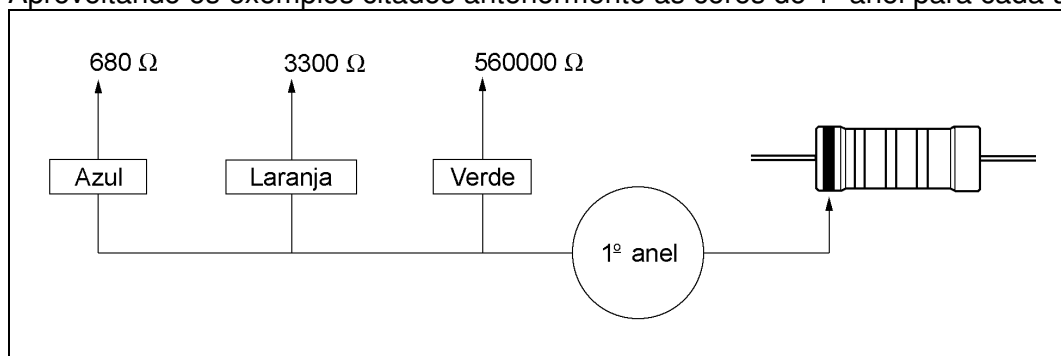 Aproveitando os exemplos citados anteriormente as cores do 1º anel para cada
680 Ω 3300 Ω 560000 Ω
Azul Laranja Verde
1º anel